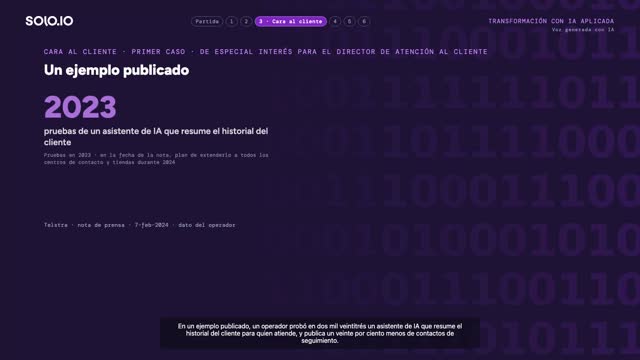 SOLO.IO
Partida 1 2 3 · Cara al cliente 4 5 6
TRANSFORMACIÓN CON IA APLICADA
Voz generada con IA
CARA AL CLIENTE · PRIMER CASO · DE ESPECIAL INTERÉS PARA EL DIRECTOR DE ATENCIÓN AL CLIENTE
Un ejemplo publicado
2023
pruebas de un asistente de IA que resume el historial del
cliente
Pruebas en 2023 · en la fecha de la nota, plan de extenderlo a todos los
centros de contacto y tiendas durante 2024
Telstra · nota de prensa · 7-feb-2024 · dato del operador
En un ejemplo publicado, un operador probó en dos mil veintitrés un asistente de IA que resume el
historial del cliente para quien atiende, y publica un veinte por ciento menos de contactos de
seguimiento.